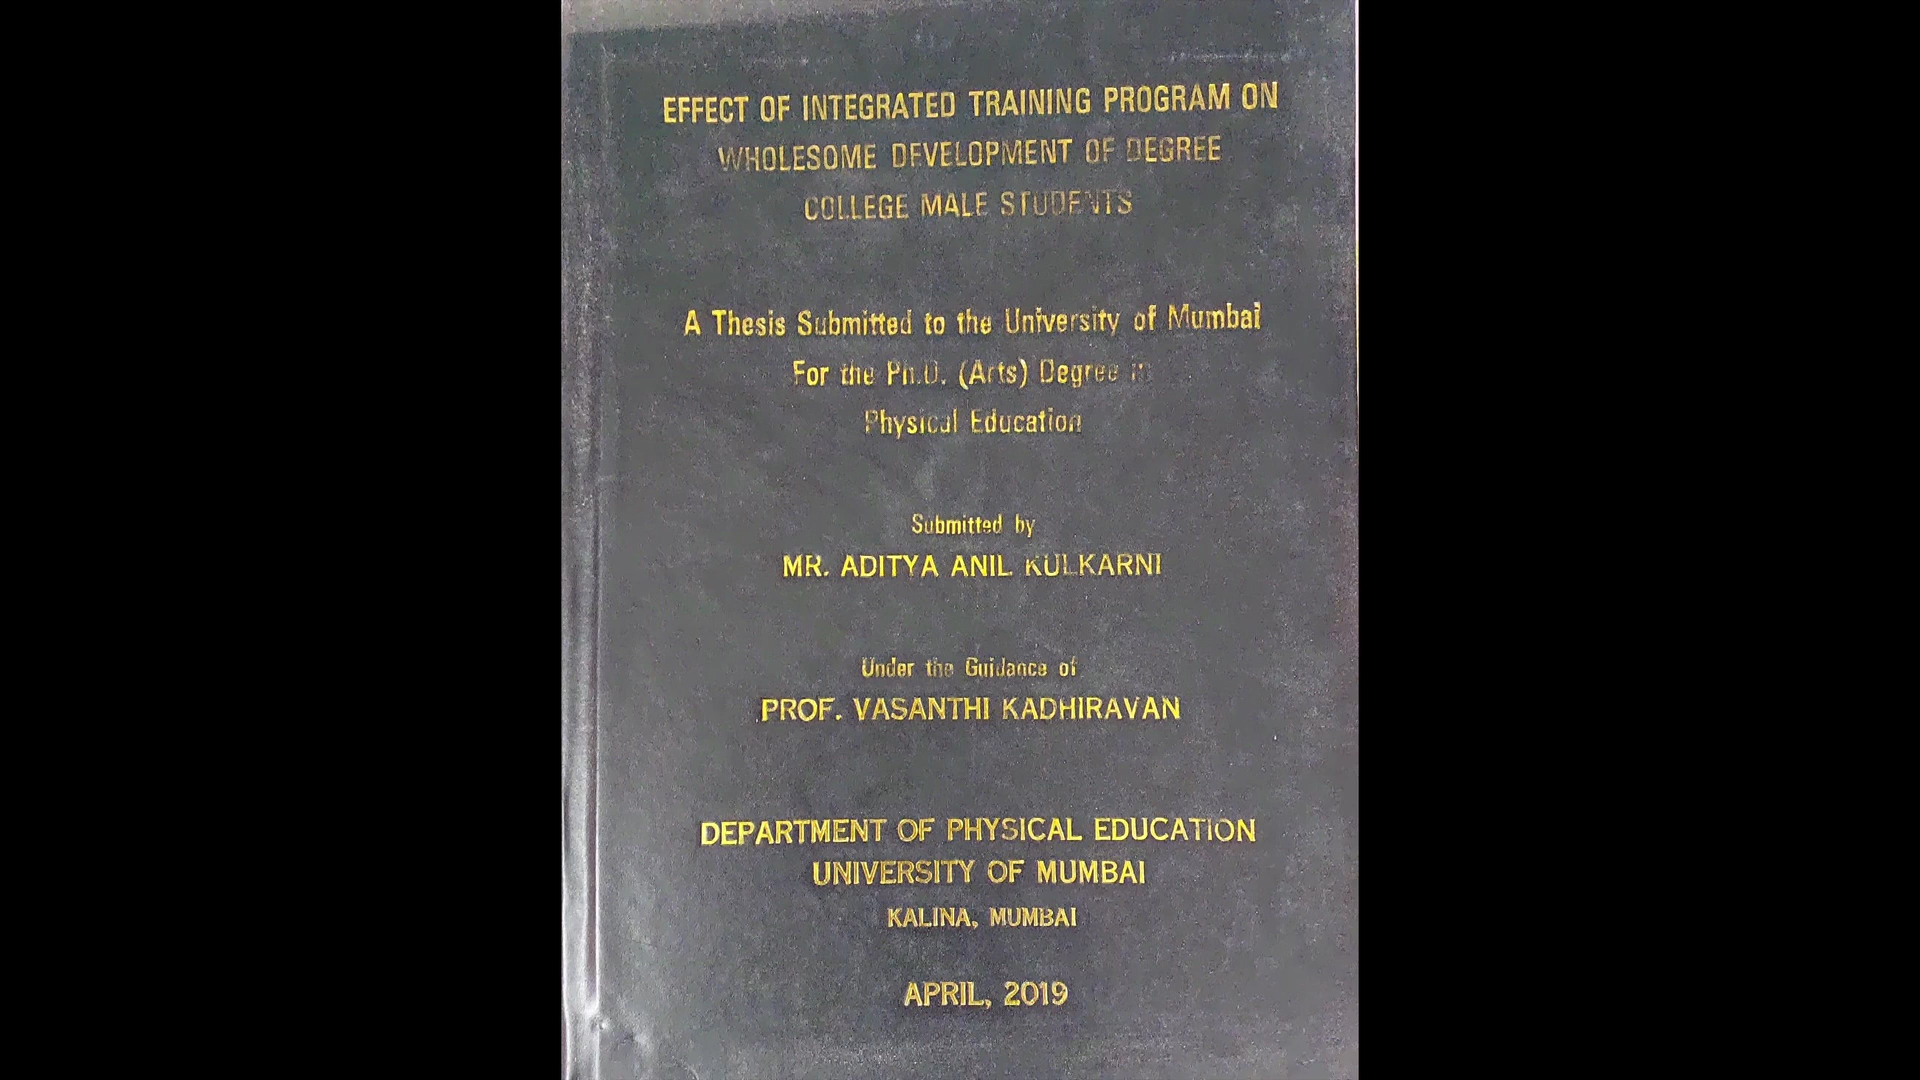 EFFECT OF INTEGRATED TRAINING PROGRAM ON
WHOLESOME DEVELOPMENT OF DEGREE
COLLEGE MALE STUDENTS
A Thesis Submitted to the University of Mumbai
For the Ph.D. (Arts) Degree in
Physical Education
Submitted by
MR. ADITYA ANIL KULKARNI
Under the Guidance of
PROF. VASANTHI KADHIRAVAN
DEPARTMENT OF PHYSICAL EDUCATION
UNIVERSITY OF MUMBAI
KALINA, MUMBAI
APRIL, 2019